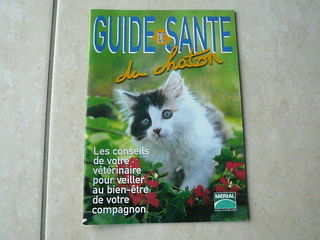 GUIDE DE SANTE
du chaton
Les conseils
de votre
vétérinaire
pour veiller
au bien-être
de votre
compagnon.
MERIAL